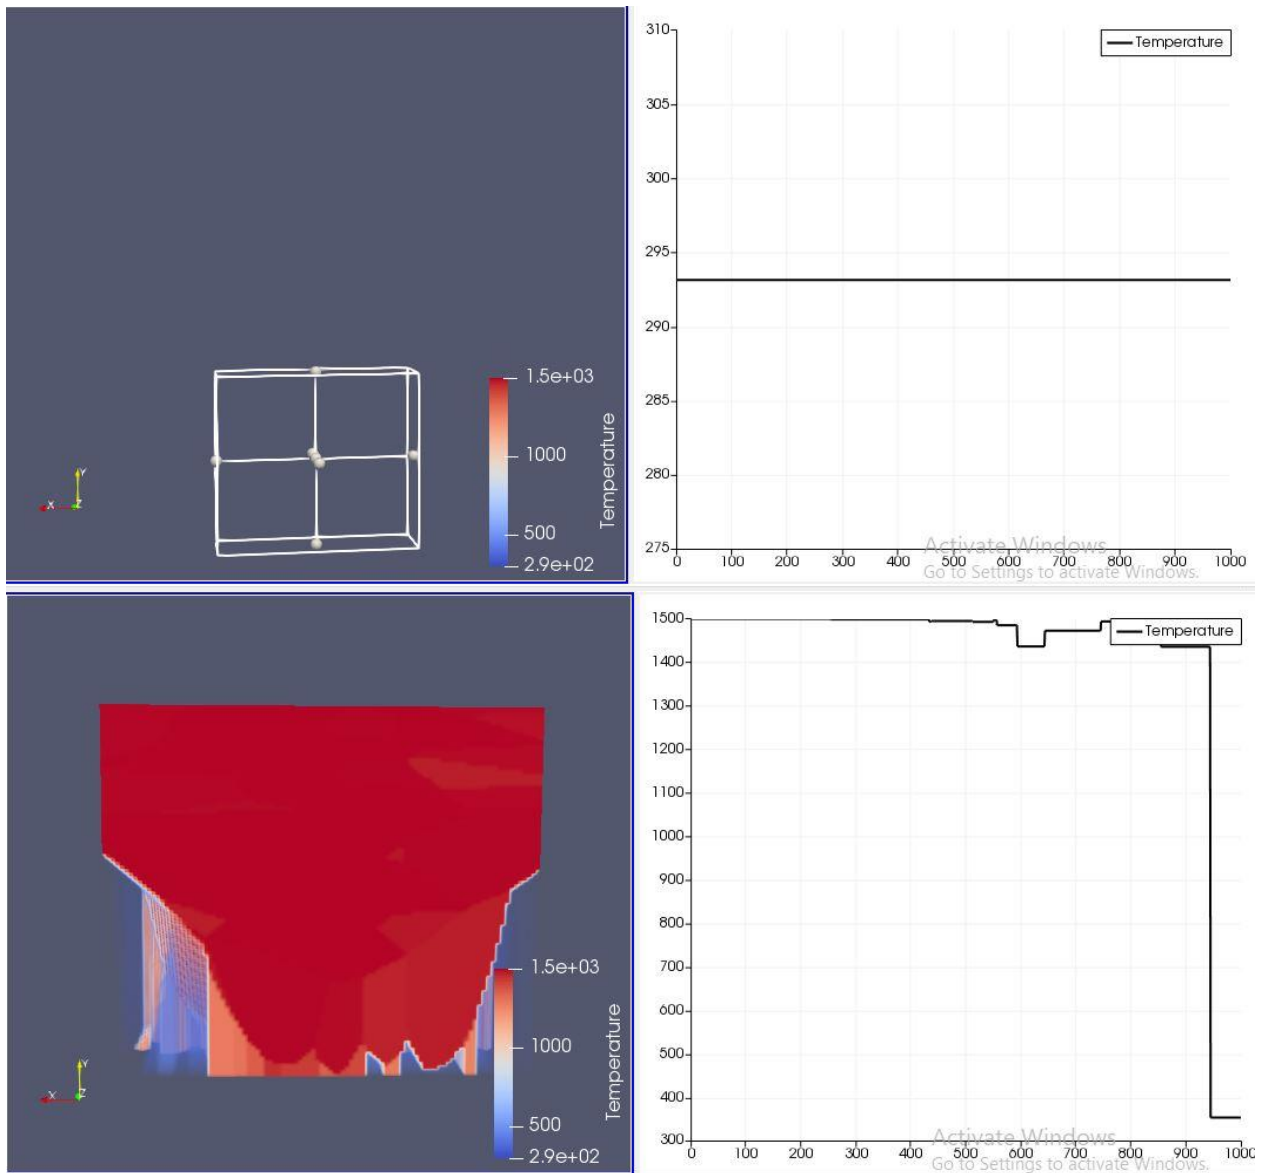 310
Temperature
305
300
295
290
285
280
275
0 100 200 300 400 500 600 700 800 900 1000
1.5e+03
1000
500
2.9e+02
Temperature
Y
X
Z
Activate Windows
Go to Settings to activate Windows.
1500
Temperature
1400
1300
1200
1100
1000
900
800
700
600
500
400
300
0 100 200 300 400 500 600 700 800 900 1000
1.5e+03
1000
500
2.9e+02
Temperature
Y
X
Z
Activate Windows
Go to Settings to activate Windows.